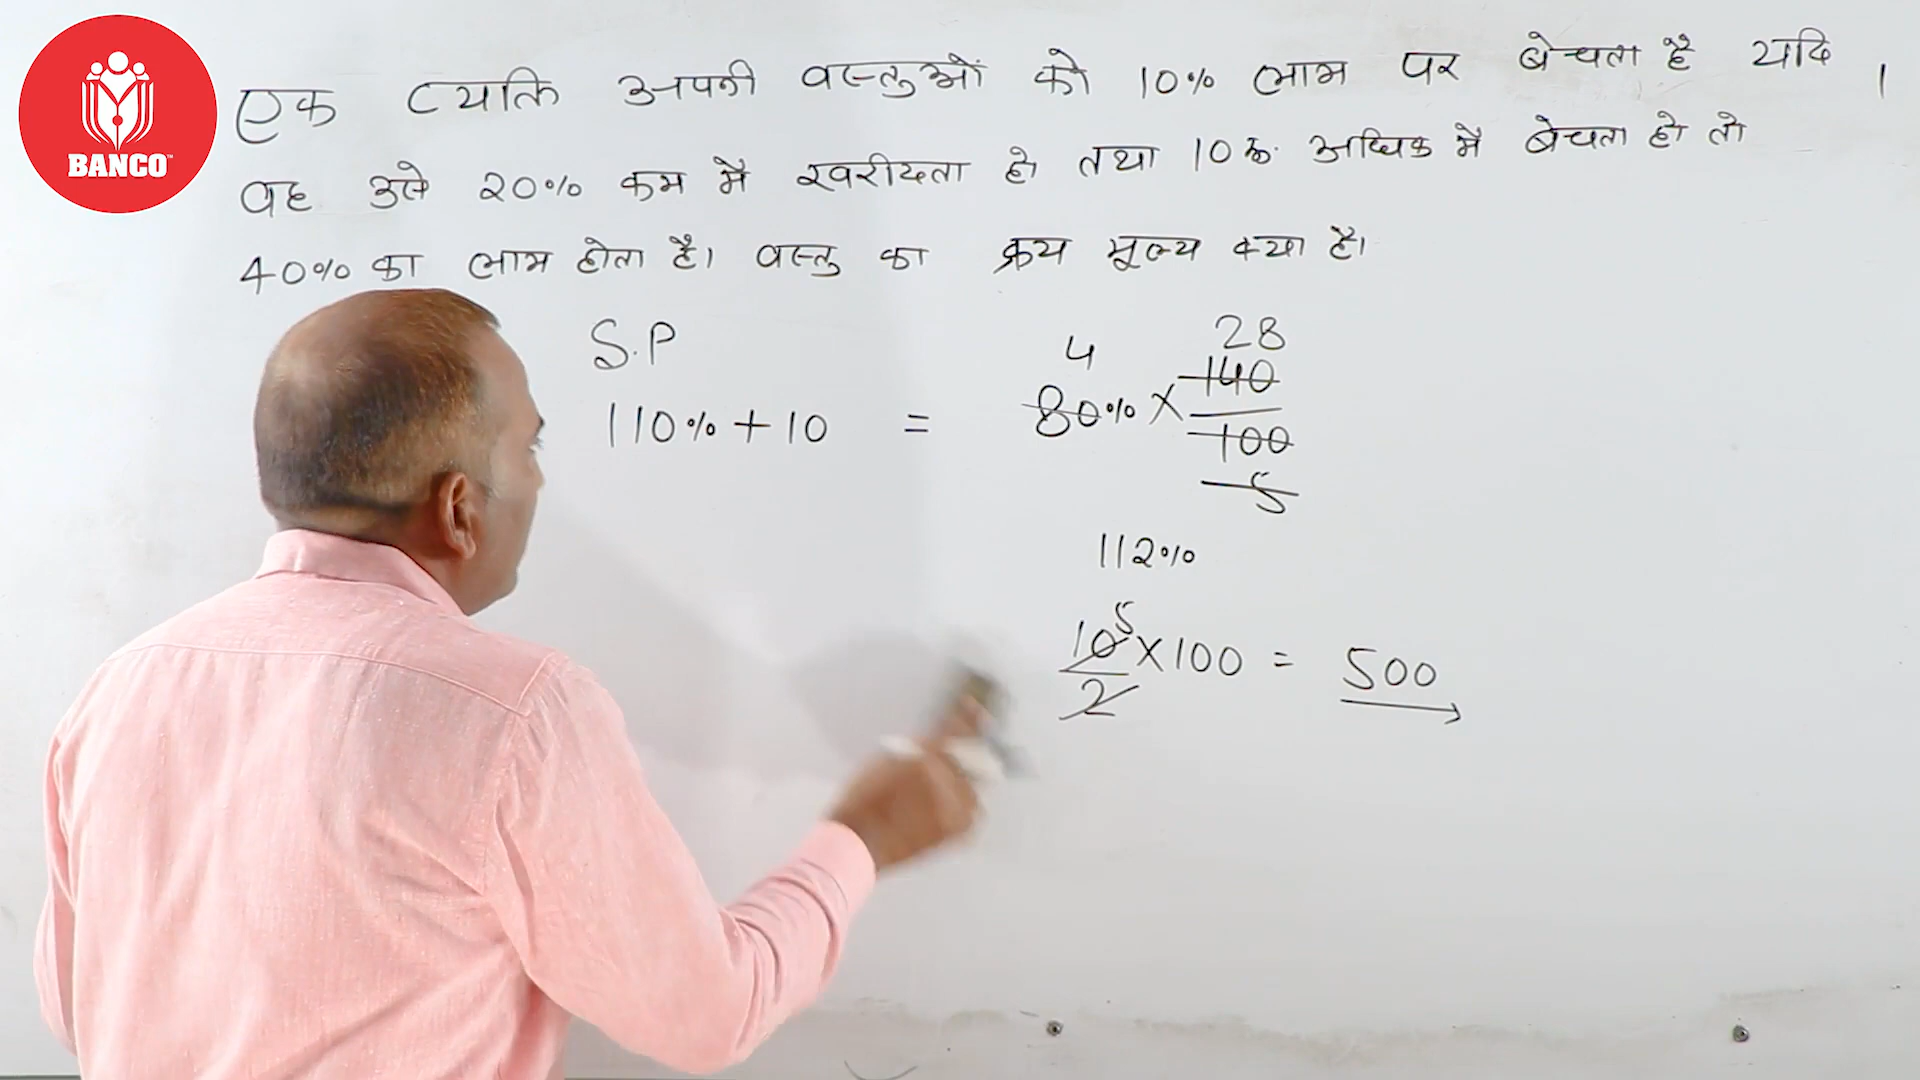 BANCO
एक व्यक्ति अपनी वस्तुओं को 10% लाभ पर बेचता है यदि ।
वह उसे 20% कम में खरीदता हो तथा 10 रू. अधिक में बेचता हो तो
40% का लाभ होता है। वस्तु का क्रय मूल्य क्या है।
S.P
4 28
140
110% + 10 = 80% ×
100
5
112%
5
10 × 100 = 500
2